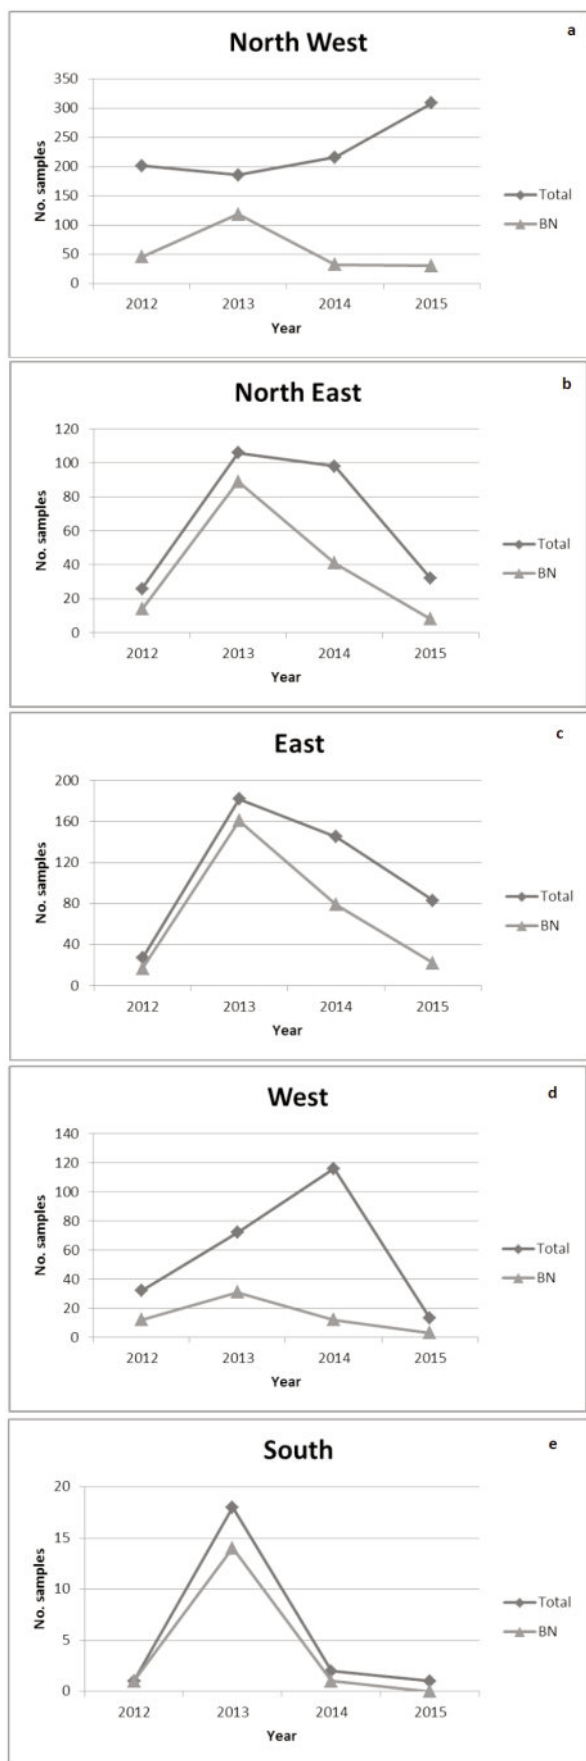 North West
a
350
300
250
200
150
100
50
0
No. samples
2012 2013 2014 2015
Year
Total
BN
North East
b
120
100
80
60
40
20
0
No. samples
2012 2013 2014 2015
Year
Total
BN
East
c
200
160
120
80
40
0
No. samples
2012 2013 2014 2015
Year
Total
BN
West
d
140
120
100
80
60
40
20
0
No. samples
2012 2013 2014 2015
Year
Total
BN
South
e
20
15
10
5
0
No. samples
2012 2013 2014 2015
Year
Total
BN